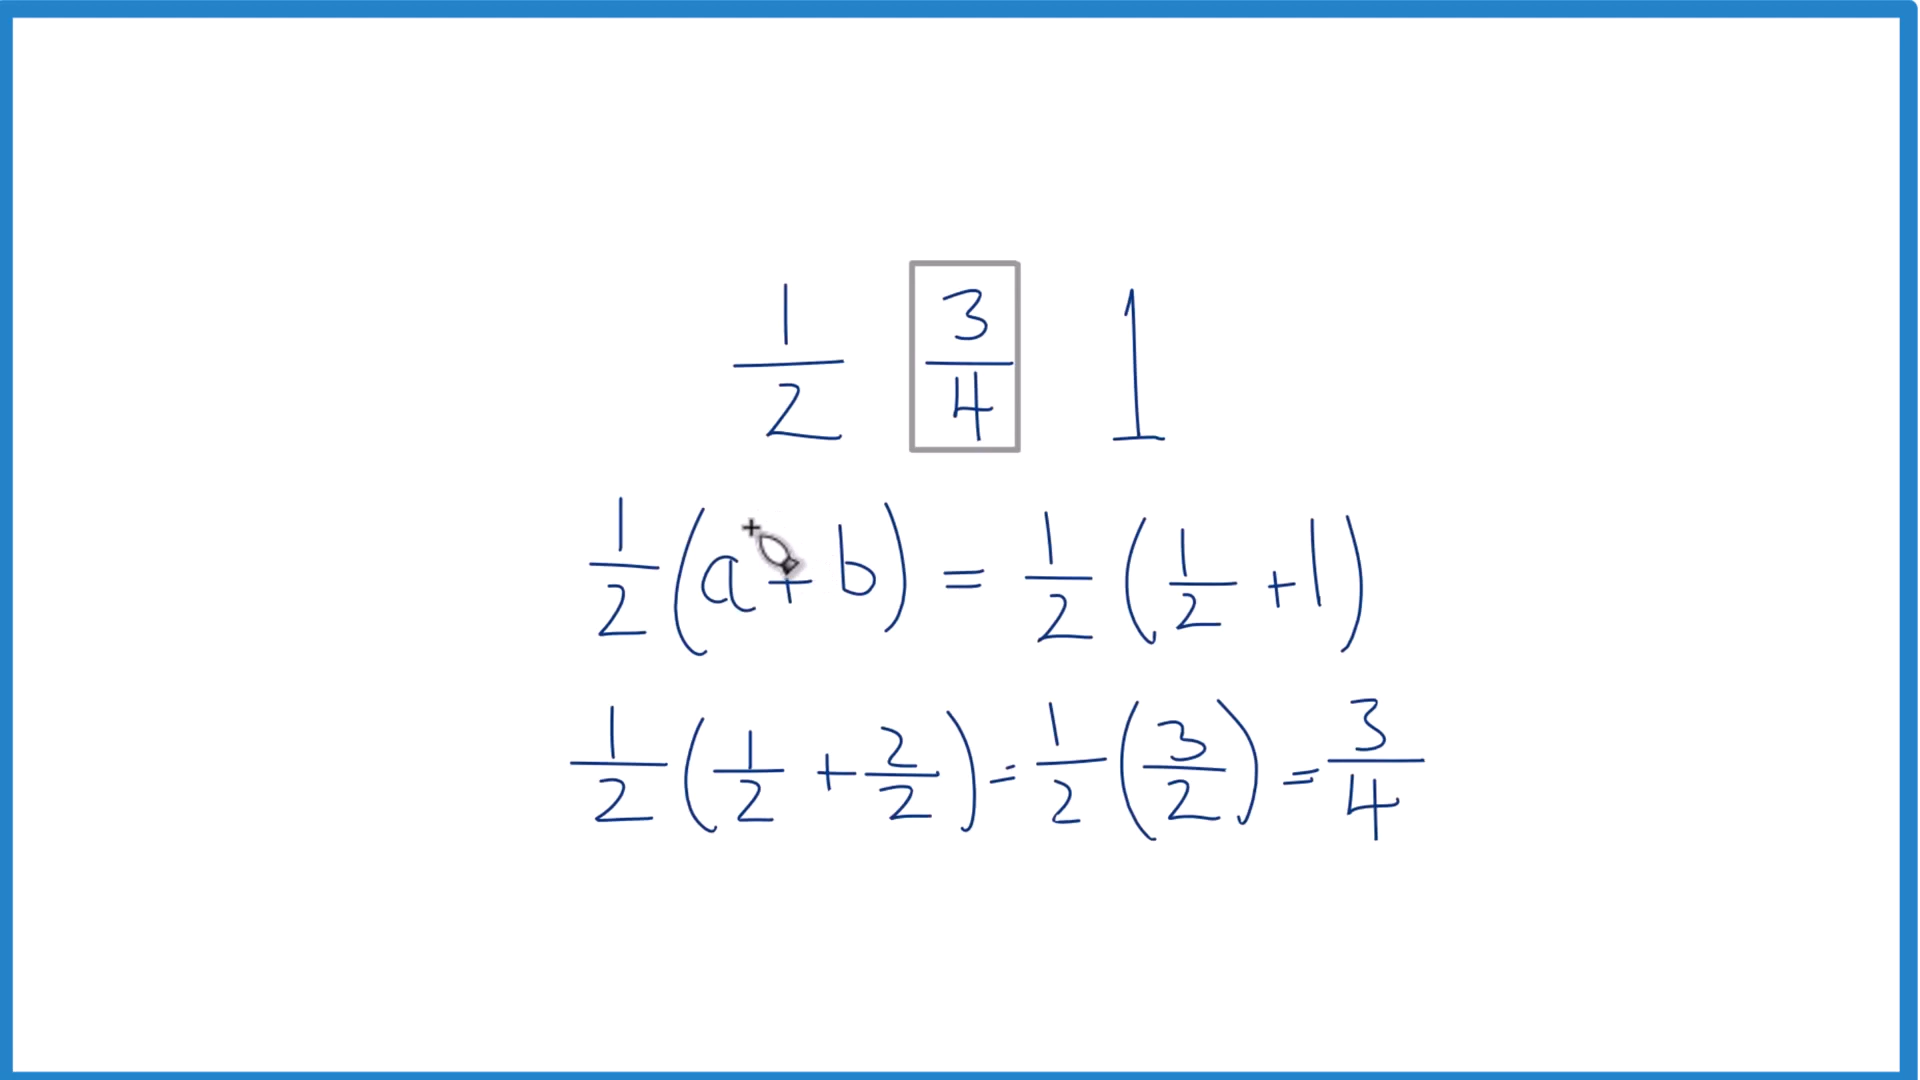 1/2 3/4 1
1/2 (a + b) = 1/2 (1/2 + 1)
1/2 (1/2 + 2/2) = 1/2 (3/2) = 3/4